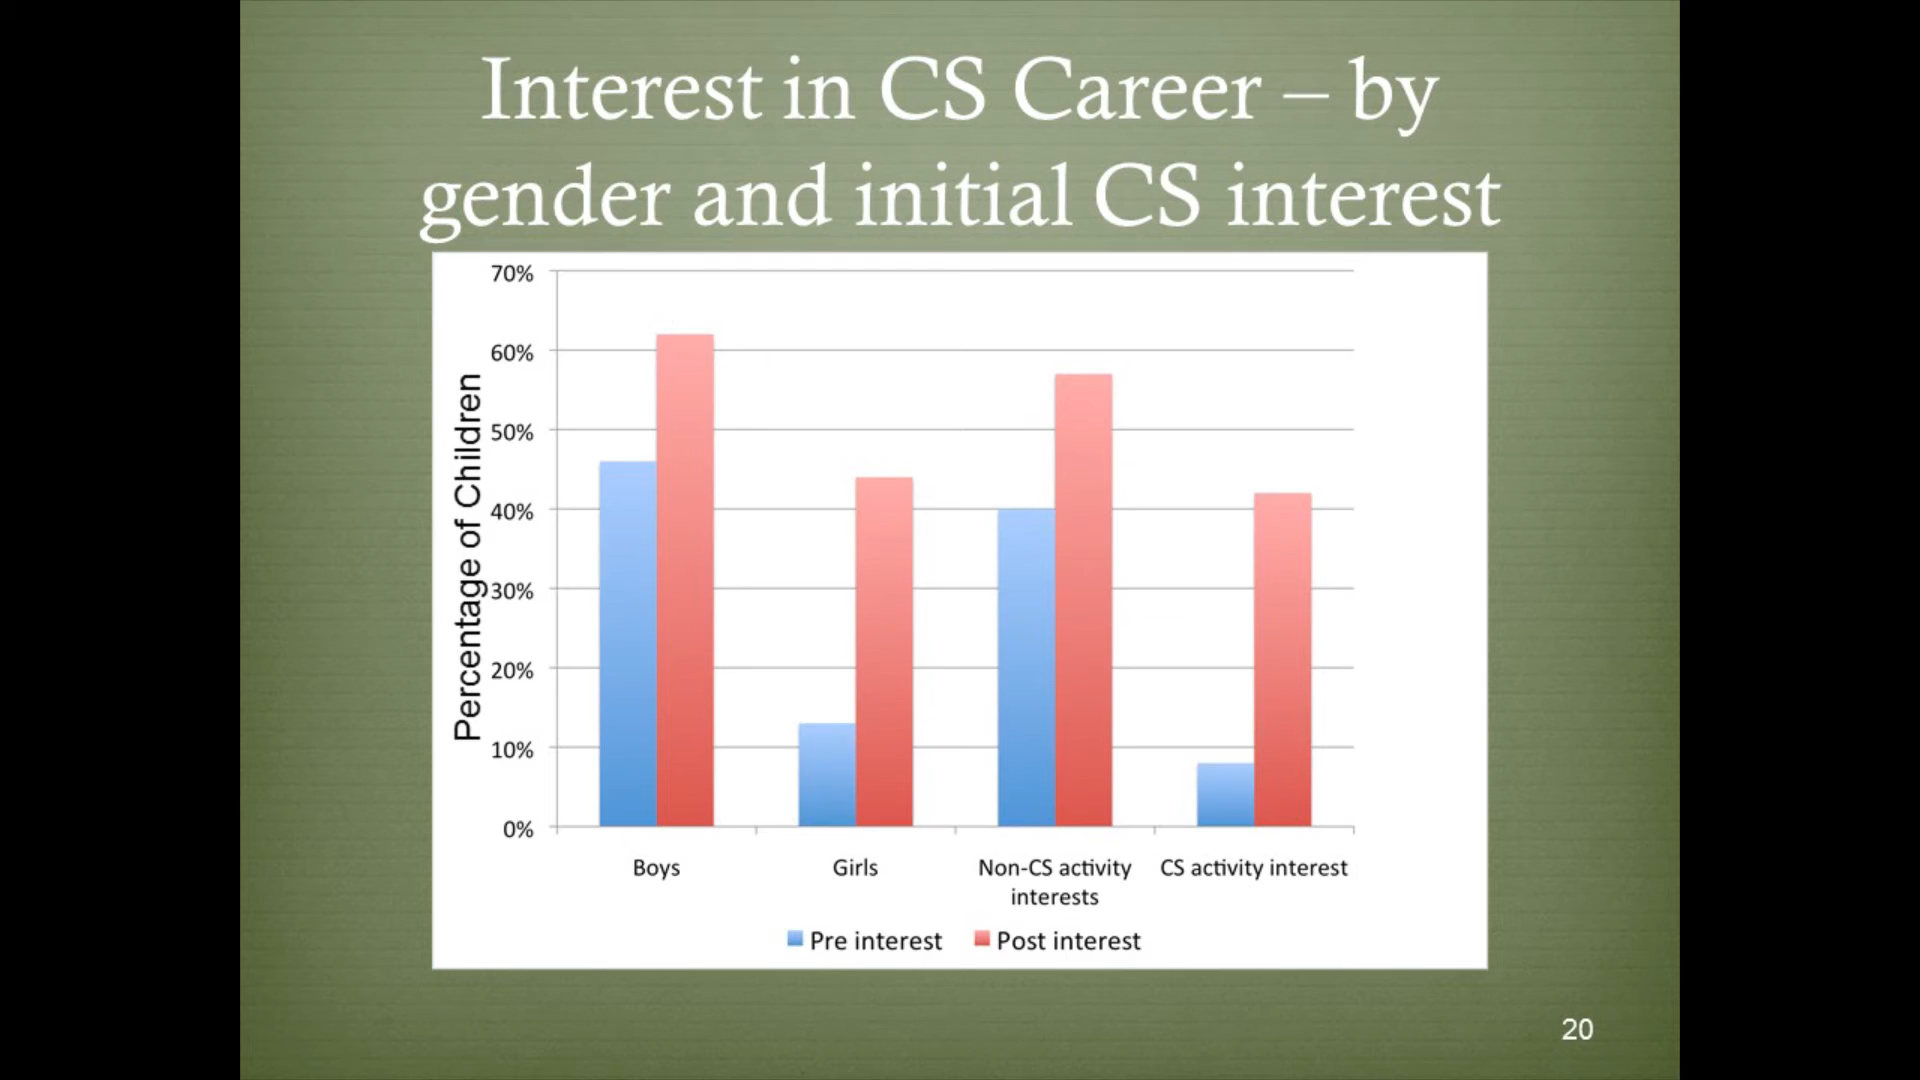 Interest in CS Career – by
gender and initial CS interest
70%
60%
50%
40%
30%
20%
10%
0%
Percentage of Children
Boys
Girls
Non-CS activity
interests
CS activity interest
Pre interest
Post interest
20